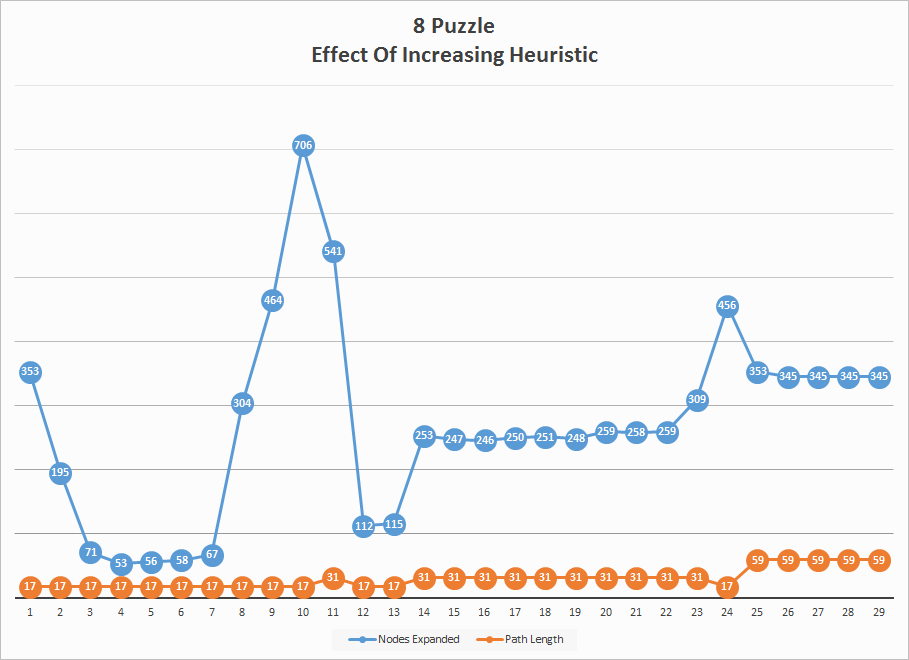 8 Puzzle
Effect Of Increasing Heuristic
706
541
464
456
353
353
345 345 345 345
304
309
253 247 246 250 251 248 259 258 259
195
112 115
71 53 56 58 67
17 17 17 17 17 17 17 17 17 17 31 17 17 31 31 31 31 31 31 31 31 31 31 17 59 59 59 59 59
1 2 3 4 5 6 7 8 9 10 11 12 13 14 15 16 17 18 19 20 21 22 23 24 25 26 27 28 29
Nodes Expanded Path Length